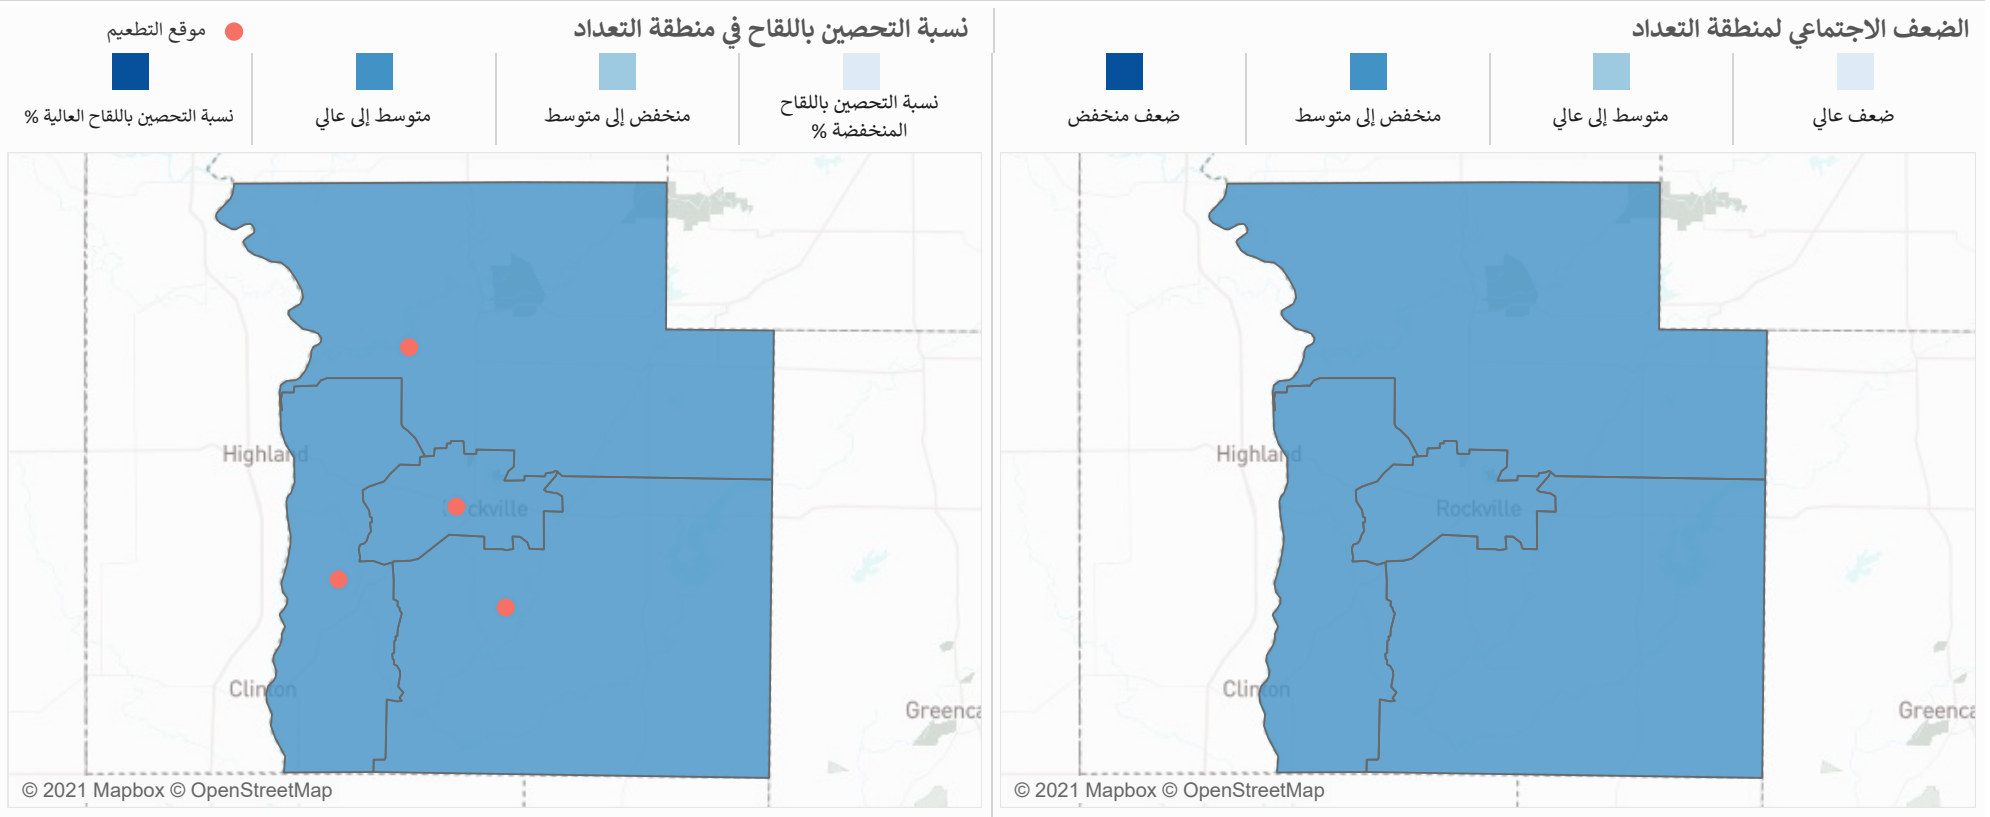 الضعف الاجتماعي لمنطقة التعداد
ضعف عالي
متوسط إلى عالي
منخفض إلى متوسط
ضعف منخفض
Highland
Rockville
Clinton
Greenca
© 2021 Mapbox © OpenStreetMap
نسبة التحصين باللقاح في منطقة التعداد
موقع التطعيم
نسبة التحصين باللقاح
المنخفضة %
منخفض إلى متوسط
متوسط إلى عالي
نسبة التحصين باللقاح العالية %
Highland
ckville
Clinton
Greenca
© 2021 Mapbox © OpenStreetMap